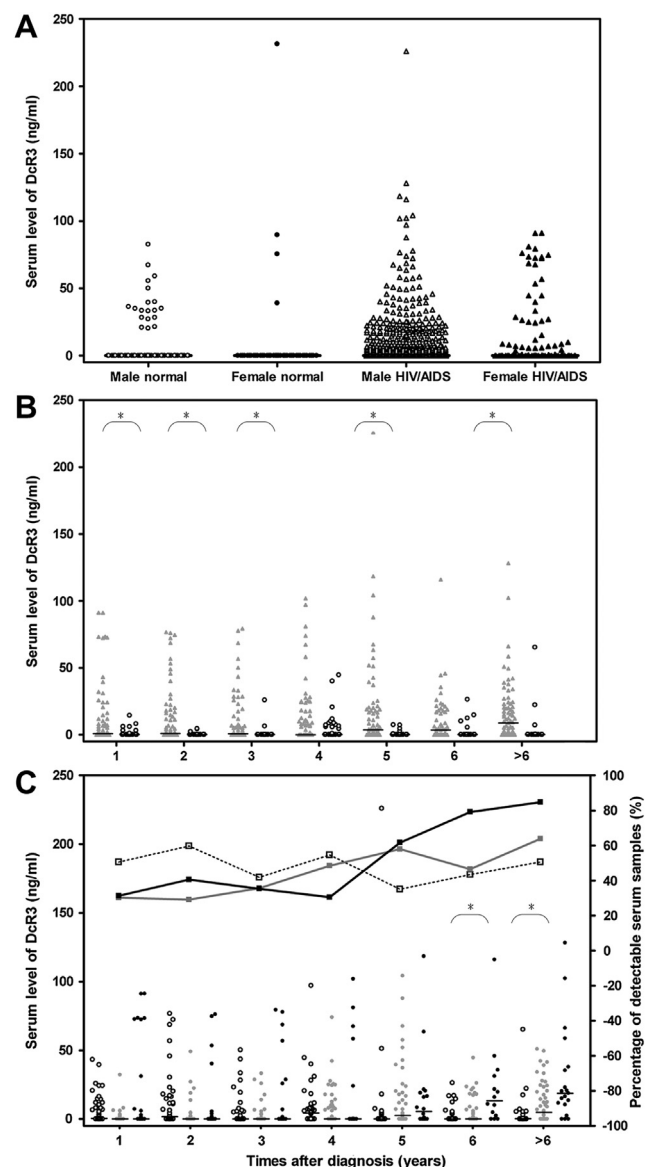 A
250
200
150
100
50
0
Serum level of DcR3 (ng/ml)
Male normal Female normal Male HIV/AIDS Female HIV/AIDS
B
250
200
150
100
50
0
Serum level of DcR3 (ng/ml)
* * * * *
1 2 3 4 5 6 >6
C
250
200
150
100
50
0
Serum level of DcR3 (ng/ml)
* *
100
80
60
40
20
0
-20
-40
-60
-80
-100
Percentage of detectable serum samples (%)
1 2 3 4 5 6 >6
Times after diagnosis (years)